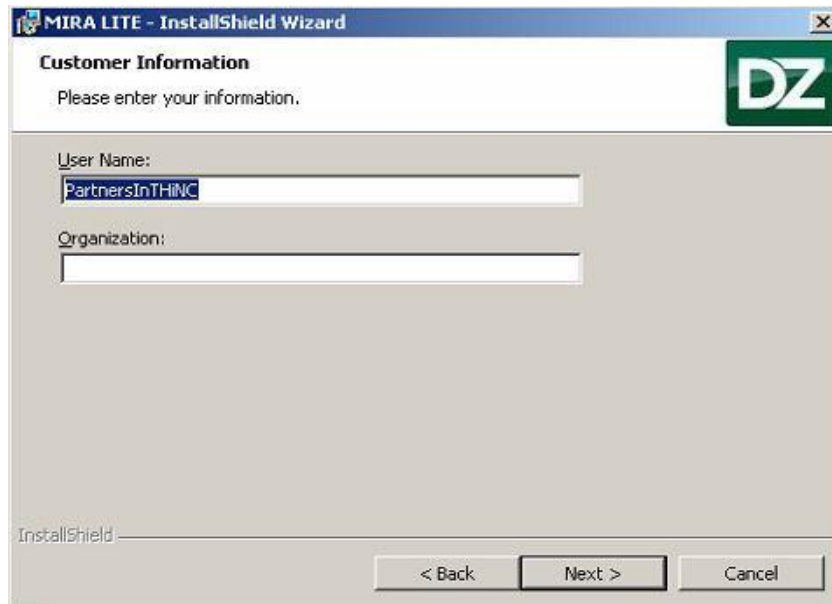 MIRA LITE - InstallShield Wizard
Customer Information
Please enter your information.
DZ
User Name:
PartnersInTHiNC
Organization:
InstallShield
< Back Next > Cancel